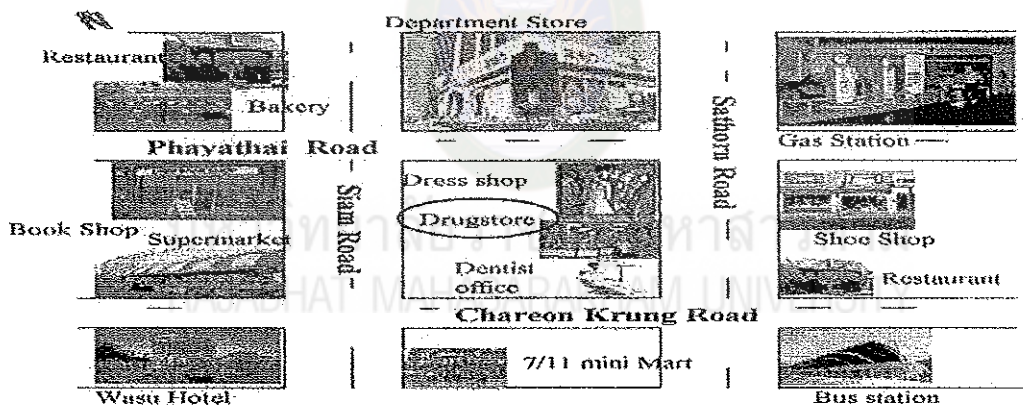 Department Store
Restaurant
Bakery
Phayathai Road
Gas Station
Siam Road
Sathorn Road
Dress shop
Drugstore
Dentist
office
Book Shop
Supermarket
Shoe Shop
Restaurant
Chareon Krung Road
7/11 mini Mart
Wasu Hotel
Bus station